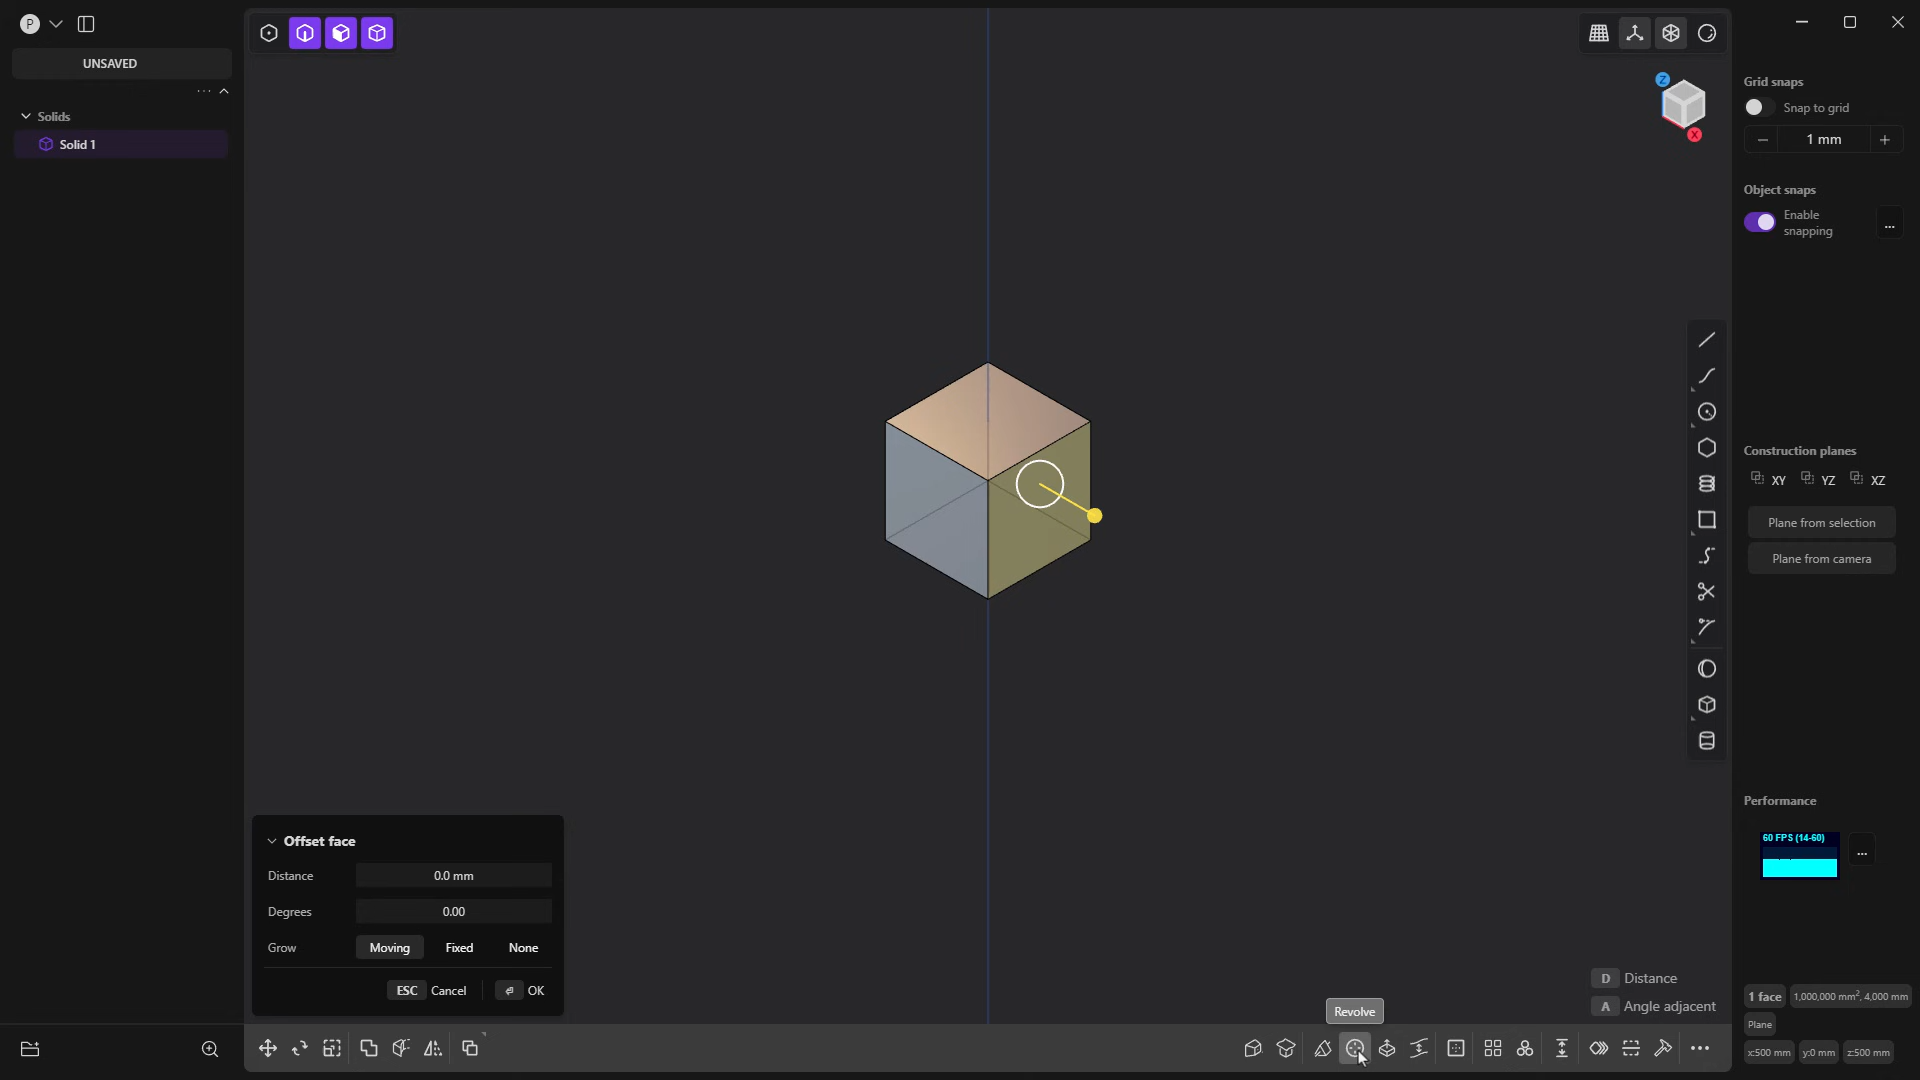 P
UNSAVED
Solids
Solid 1
Z
X
Grid snaps
Snap to grid
1 mm
Object snaps
Enable
snapping
...
Construction planes
XY
YZ
XZ
Plane from selection
Plane from camera
Performance
60 FPS (14-60)
...
Offset face
Distance
0.0 mm
Degrees
0.00
Grow
Moving
Fixed
None
ESC
Cancel
OK
D
Distance
A
Angle adjacent
Revolve
1 face
1,000,000 mm², 4,000 mm
Plane
x:500 mm
y:0 mm
z:500 mm